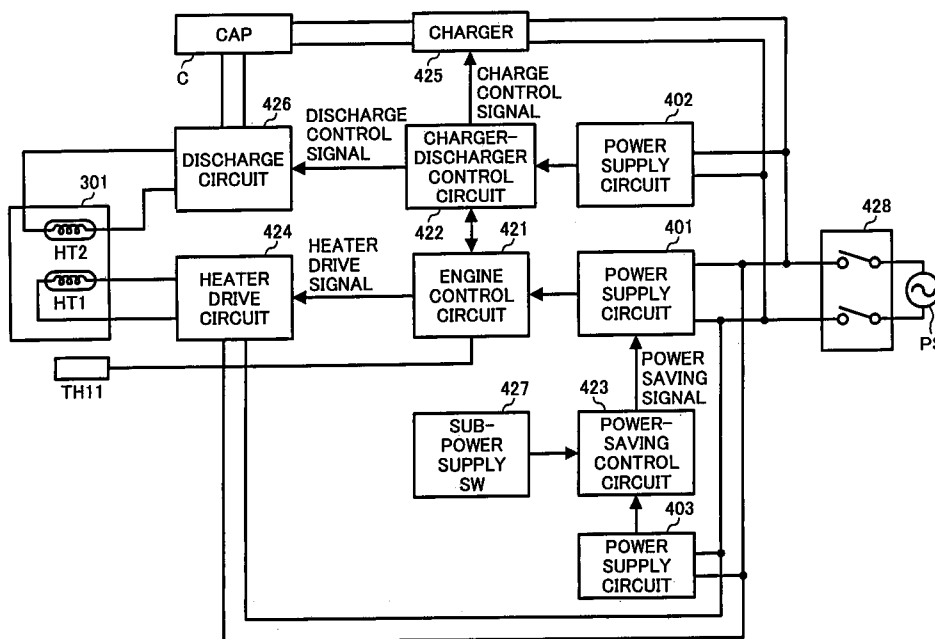 CAP
C
CHARGER
425
CHARGE
CONTROL
SIGNAL
426
DISCHARGE
CONTROL
SIGNAL
402
DISCHARGE
CIRCUIT
CHARGER-
DISCHARGER
CONTROL
CIRCUIT
POWER
SUPPLY
CIRCUIT
301
HT2
HT1
424
HEATER
DRIVE
SIGNAL
422
421
401
428
HEATER
DRIVE
CIRCUIT
ENGINE
CONTROL
CIRCUIT
POWER
SUPPLY
CIRCUIT
PS
TH11
POWER
SAVING
SIGNAL
427
423
SUB-
POWER
SUPPLY
SW
POWER-
SAVING
CONTROL
CIRCUIT
403
POWER
SUPPLY
CIRCUIT